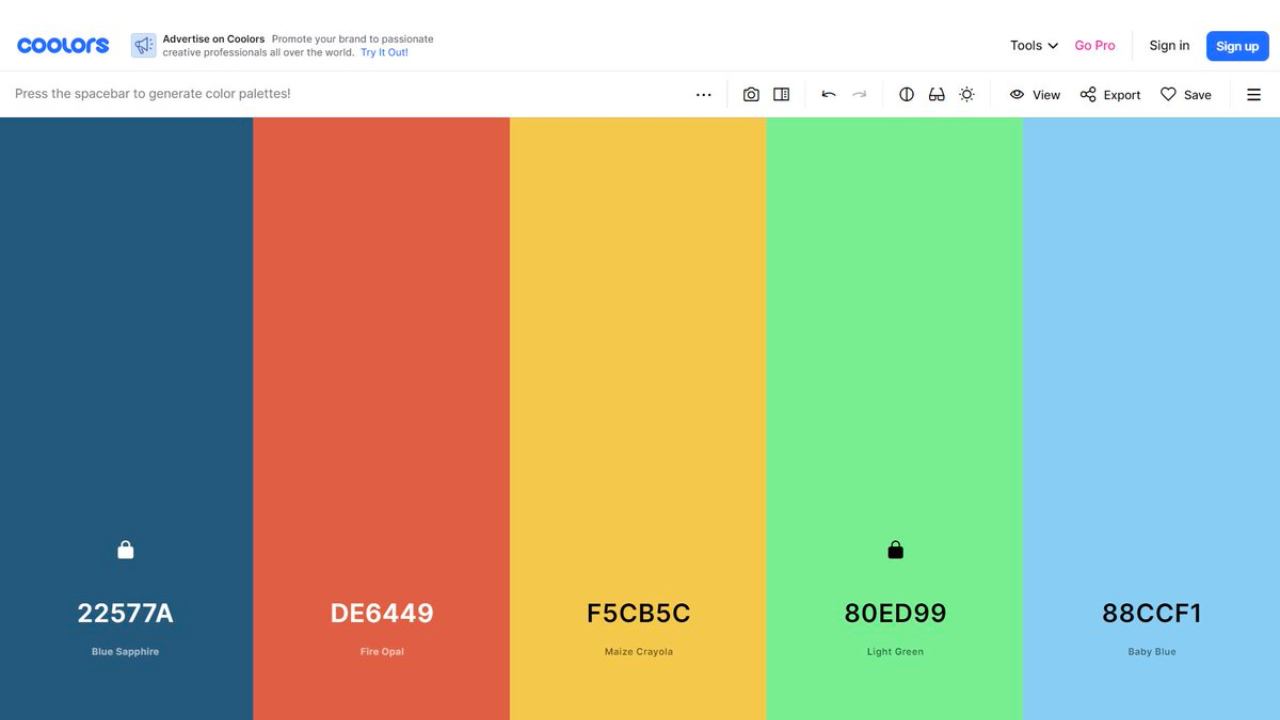 coolors
Advertise on Coolors Promote your brand to passionate
creative professionals all over the world. Try It Out!
Tools
Go Pro
Sign in
Sign up
Press the spacebar to generate color palettes!
View
Export
Save
22577A
Blue Sapphire
DE6449
Fire Opal
F5CB5C
Maize Crayola
80ED99
Light Green
88CCF1
Baby Blue